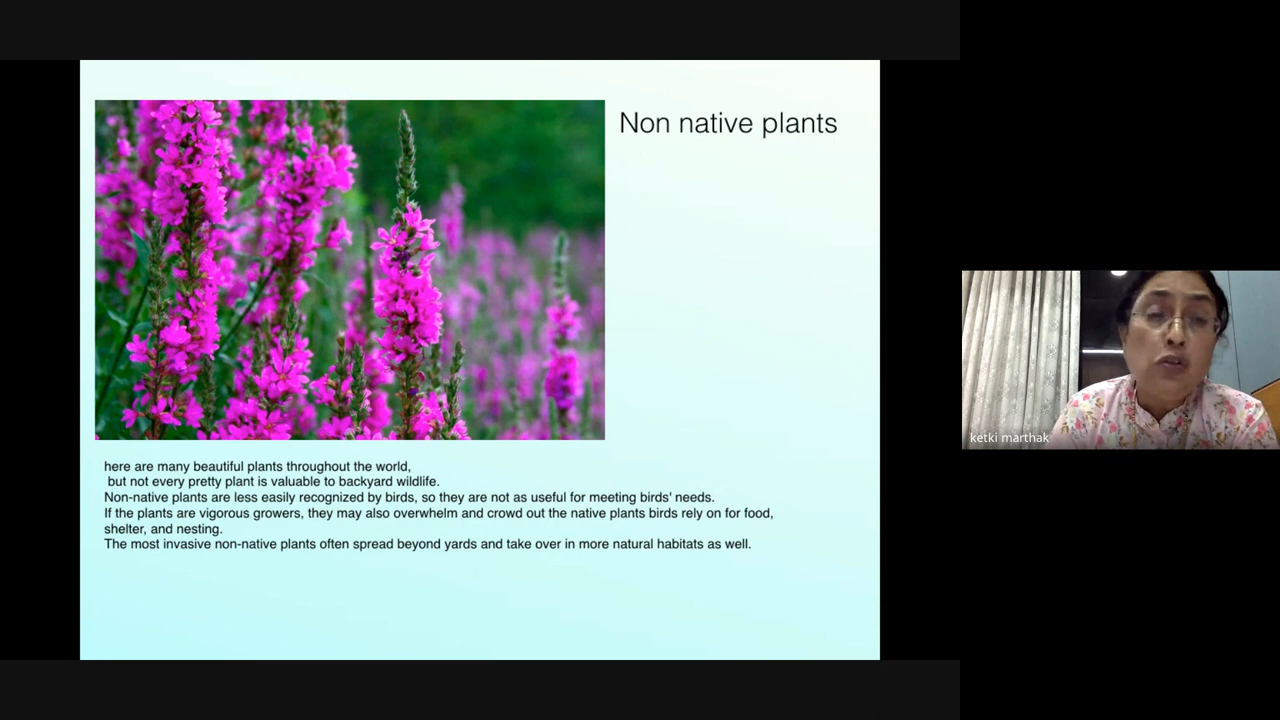 Non native plants
here are many beautiful plants throughout the world,
but not every pretty plant is valuable to backyard wildlife.
Non-native plants are less easily recognized by birds, so they are not as useful for meeting birds' needs.
If the plants are vigorous growers, they may also overwhelm and crowd out the native plants birds rely on for food,
shelter, and nesting.
The most invasive non-native plants often spread beyond yards and take over in more natural habitats as well.
ketki marthak